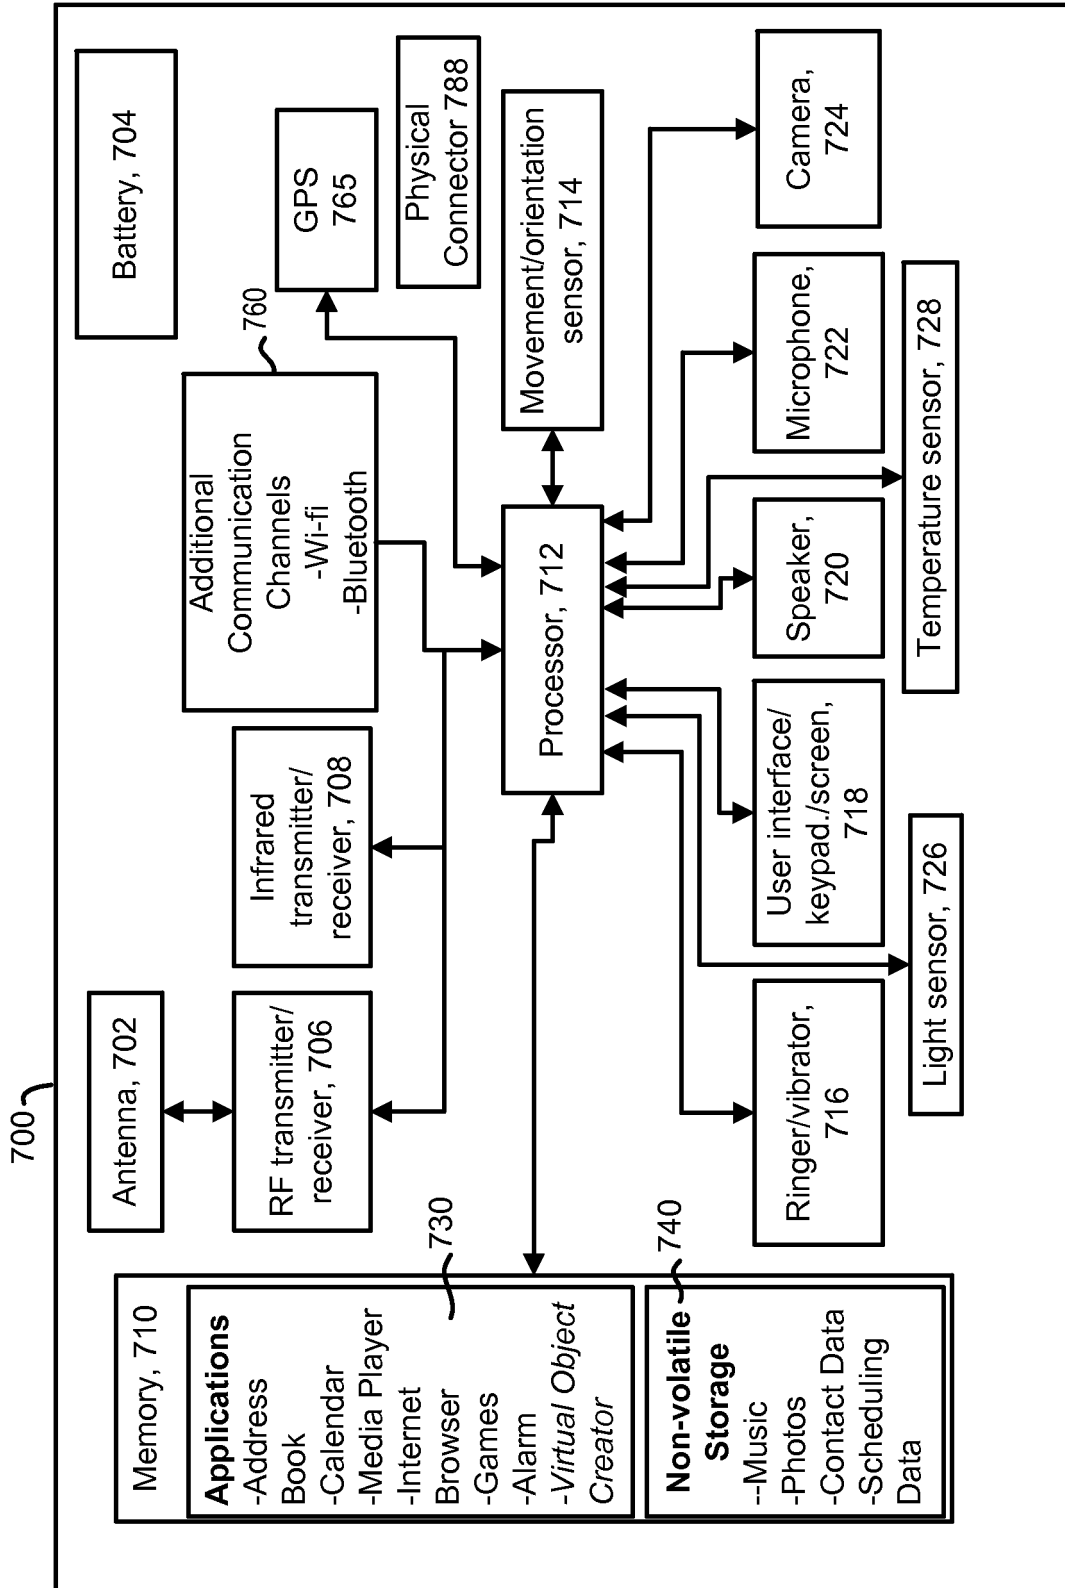 700
Memory, 710
Applications
-Address
Book
-Calendar
-Media Player
-Internet
Browser
-Games
-Alarm
-Virtual Object
Creator
730
Non-volatile
Storage
--Music
-Photos
-Contact Data
-Scheduling
Data
740
Antenna, 702
RF transmitter/
receiver, 706
Infrared
transmitter/
receiver, 708
Additional
Communication
Channels
-Wi-fi
-Bluetooth
760
Battery, 704
GPS
765
Physical
Connector 788
Processor, 712
Movement/orientation
sensor, 714
Ringer/vibrator,
716
User interface/
keypad./screen,
718
Speaker,
720
Microphone,
722
Camera,
724
Light sensor, 726
Temperature sensor, 728